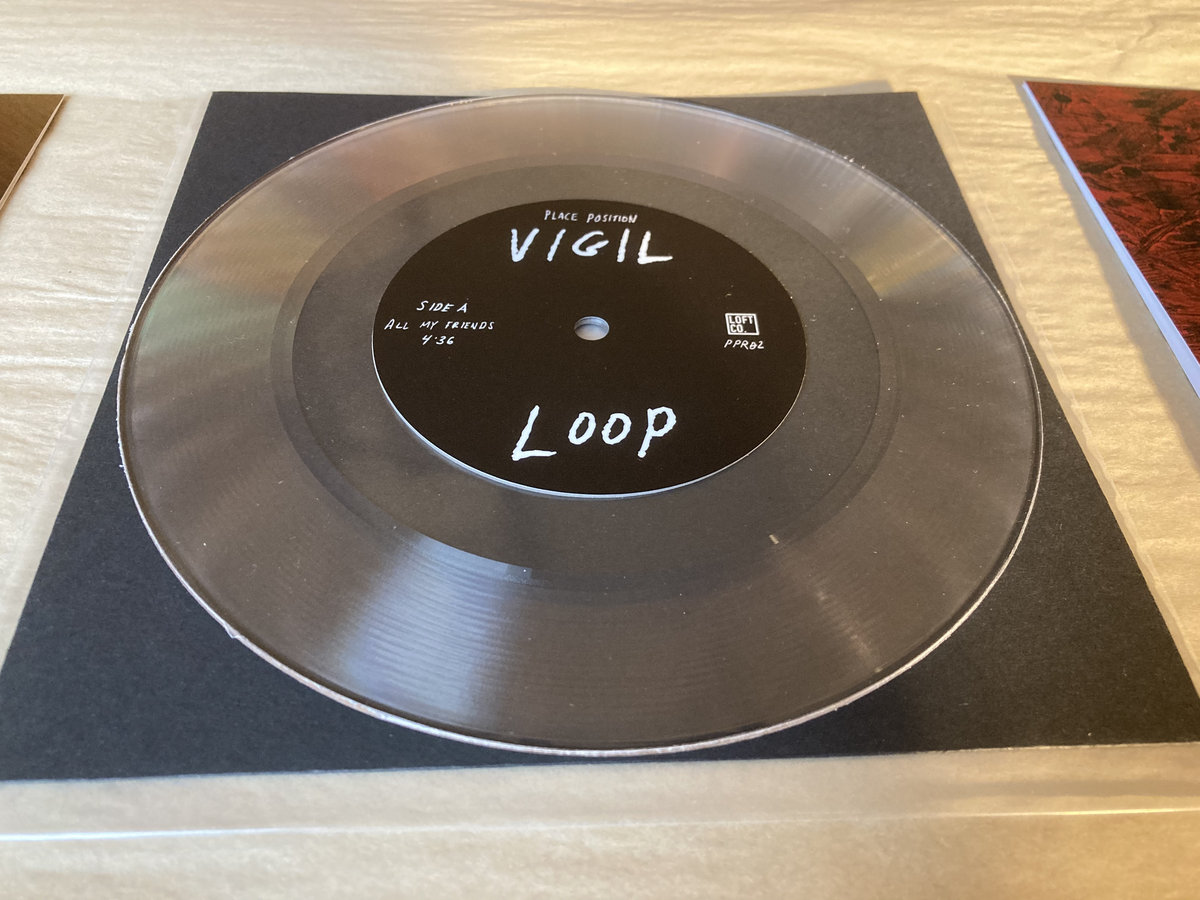 PLACE POSITION
VIGIL
SIDE A
ALL MY FRIENDS
4:36
LOFT
CO.
PPR02
LOOP